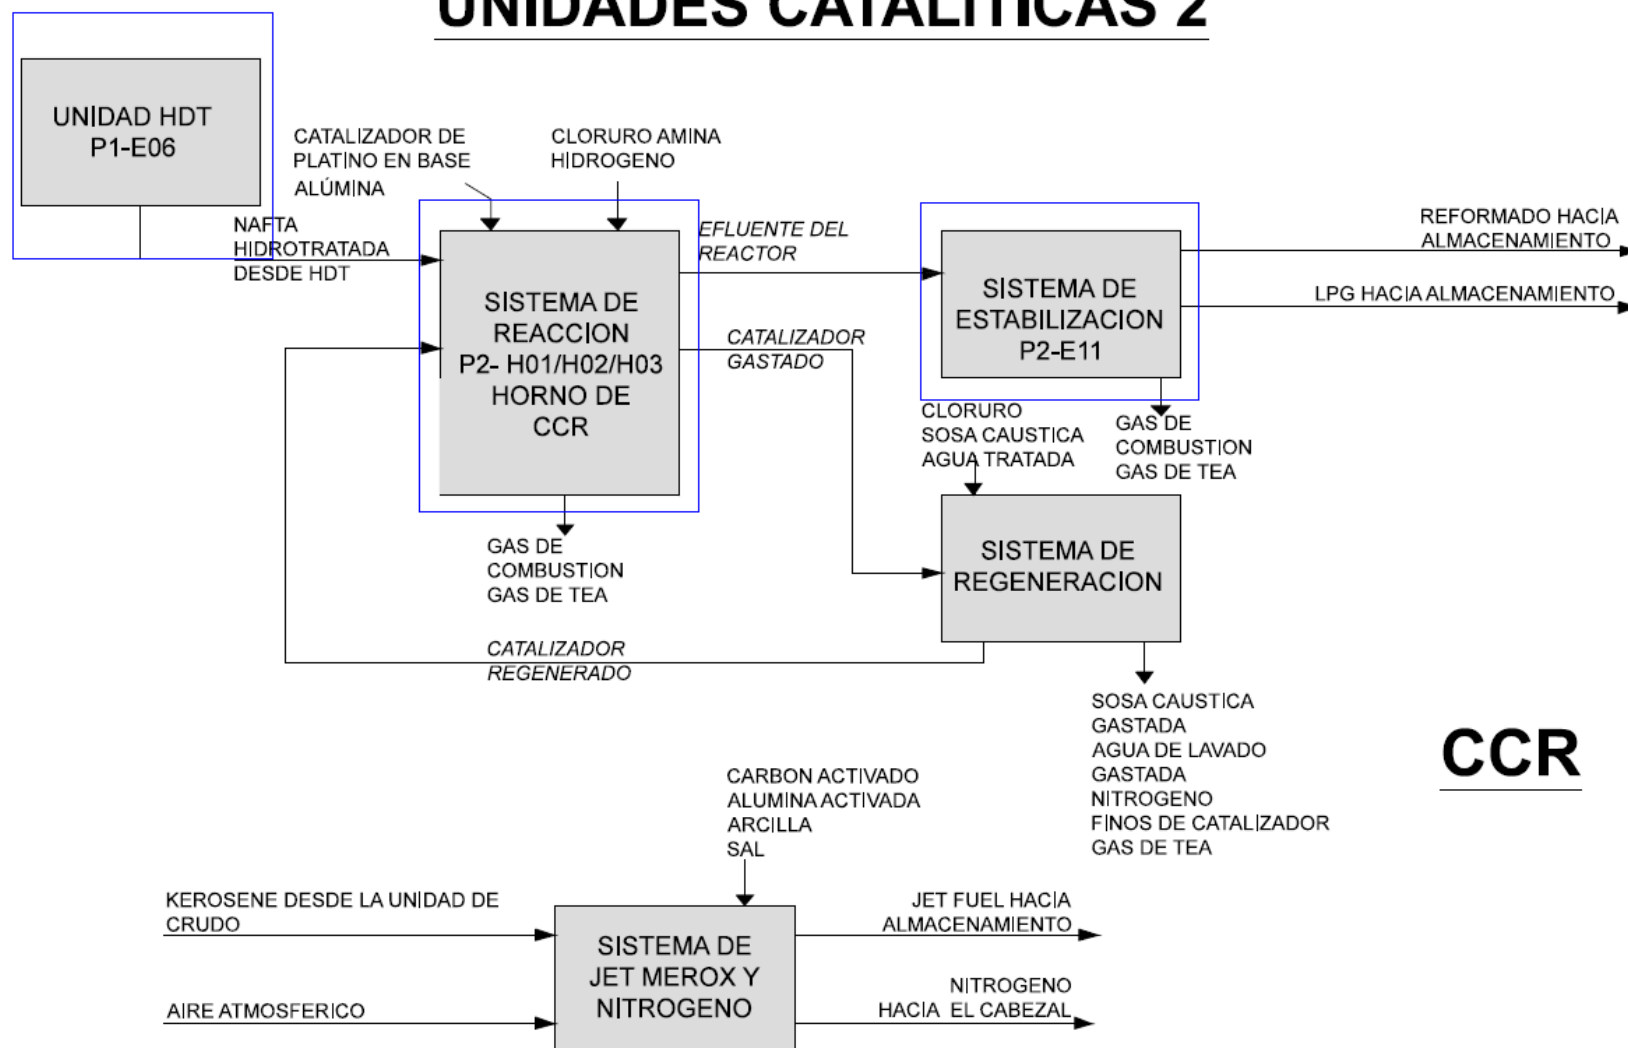 UNIDADES CATALITICAS 2
UNIDAD HDT
P1-E06
CATALIZADOR DE
PLATINO EN BASE
ALÚMINA
CLORURO AMINA
HIDROGENO
NAFTA
HIDROTRATADA
DESDE HDT
SISTEMA DE
REACCION
P2- H01/H02/H03
HORNO DE
CCR
EFLUENTE DEL
REACTOR
CATALIZADOR
GASTADO
SISTEMA DE
ESTABILIZACION
P2-E11
REFORMADO HACIA
ALMACENAMIENTO
LPG HACIA ALMACENAMIENTO
CLORURO
SOSA CAUSTICA
AGUA TRATADA
GAS DE
COMBUSTION
GAS DE TEA
GAS DE
COMBUSTION
GAS DE TEA
SISTEMA DE
REGENERACION
CATALIZADOR
REGENERADO
SOSA CAUSTICA
GASTADA
AGUA DE LAVADO
GASTADA
NITROGENO
FINOS DE CATALIZADOR
GAS DE TEA
CCR
CARBON ACTIVADO
ALUMINA ACTIVADA
ARCILLA
SAL
KEROSENE DESDE LA UNIDAD DE
CRUDO
AIRE ATMOSFERICO
SISTEMA DE
JET MEROX Y
NITROGENO
JET FUEL HACIA
ALMACENAMIENTO
NITROGENO
HACIA EL CABEZAL